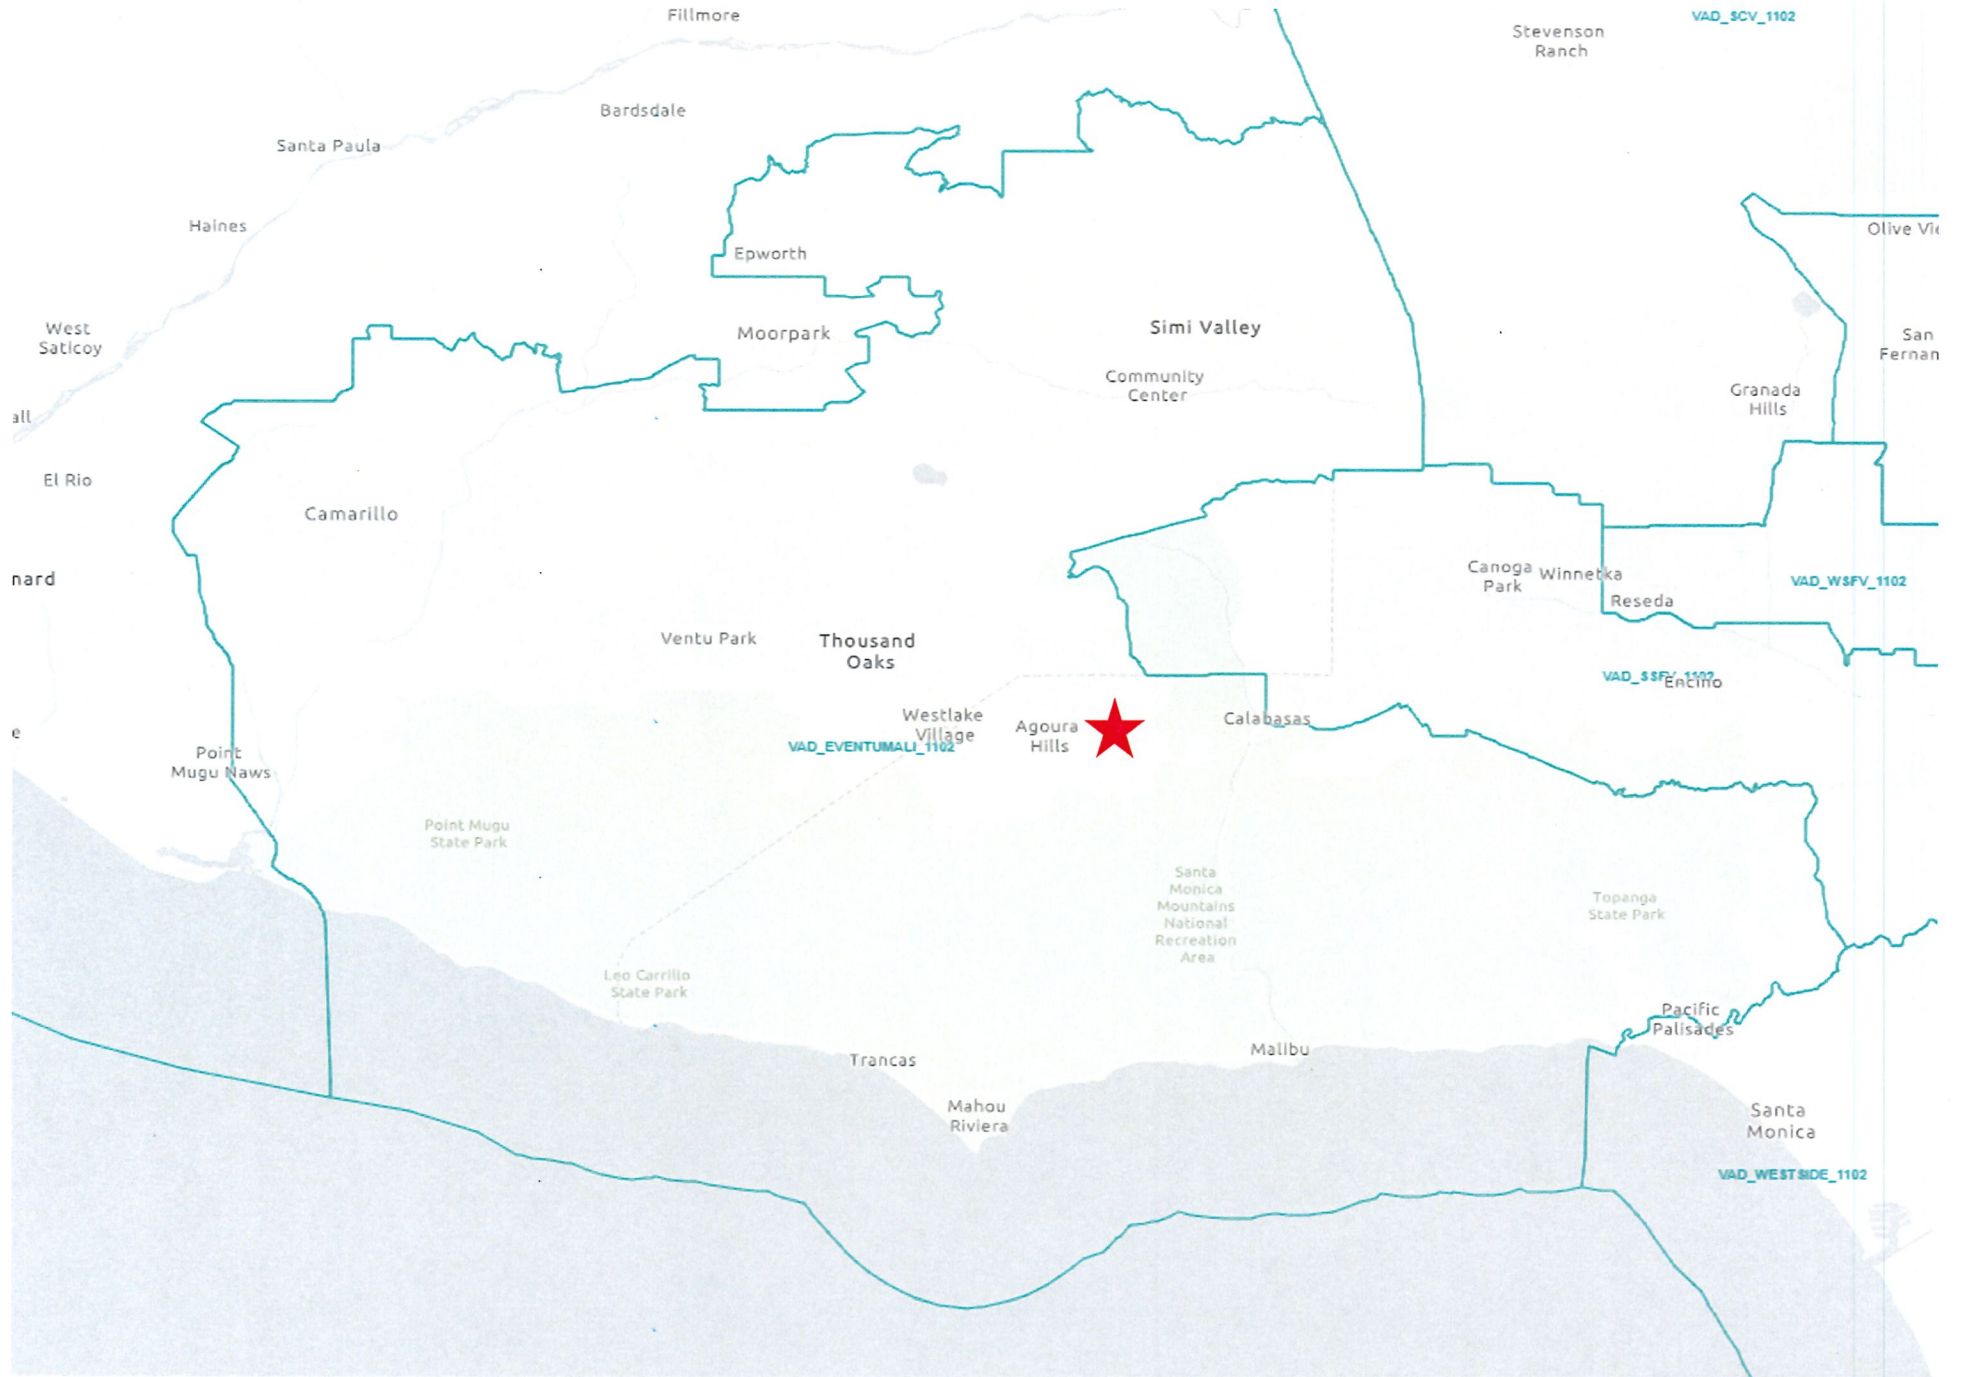 Fillmore
VAD_SCV_1102
Stevenson
Ranch
Bardsdale
Santa Paula
Haines
Olive Vie
Epworth
West
Saticoy
Moorpark
Simi Valley
San
Fernan
Community
Center
Granada
Hills
all
El Rio
Camarillo
nard
Canoga
Park
Winnetka
VAD_WSFV_1102
Reseda
Ventu Park
Thousand
Oaks
VAD_SSFV_1102
Encino
Westlake
Village
Agoura
Hills
Calabasas
e
VAD_EVENTUMALI_1102
Point
Mugu Naws
Point Mugu
State Park
Santa
Monica
Mountains
National
Recreation
Area
Topanga
State Park
Leo Carrillo
State Park
Pacific
Palisades
Trancas
Malibu
Mahou
Riviera
Santa
Monica
VAD_WESTSIDE_1102